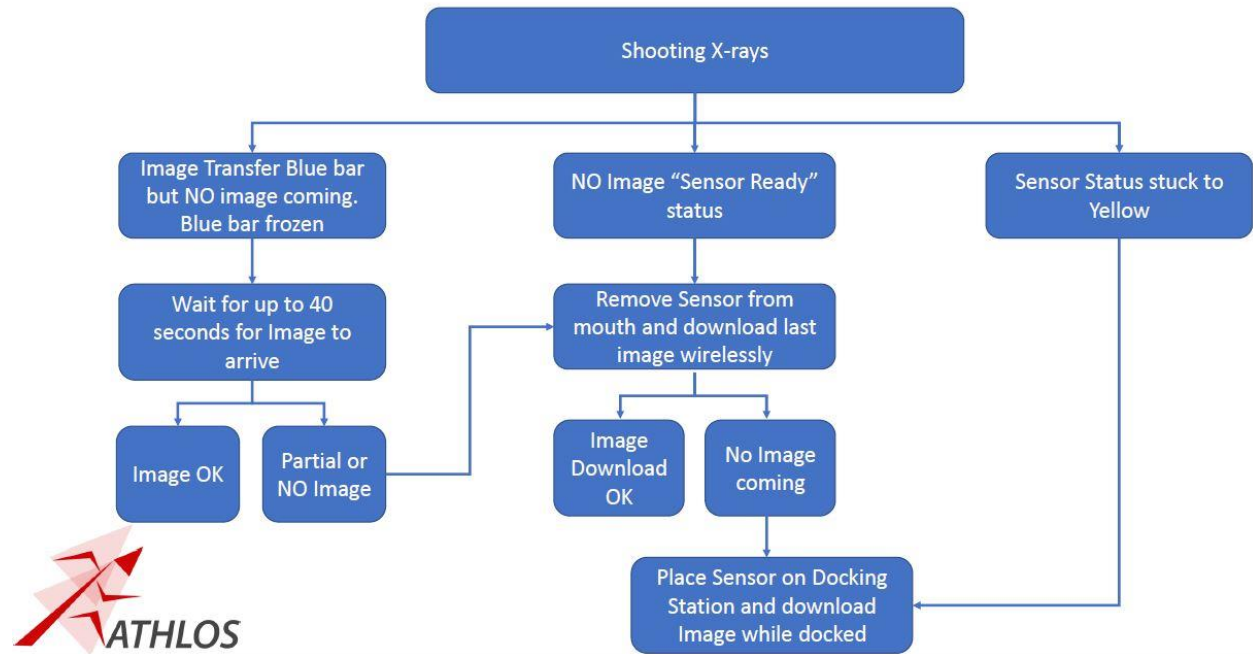 Shooting X-rays
Image Transfer Blue bar
but NO image coming.
Blue bar frozen
NO Image “Sensor Ready”
status
Sensor Status stuck to
Yellow
Wait for up to 40
seconds for Image to
arrive
Remove Sensor from
mouth and download last
image wirelessly
Image OK
Partial or
NO Image
Image
Download
OK
No Image
coming
Place Sensor on Docking
Station and download
Image while docked
ATHLOS